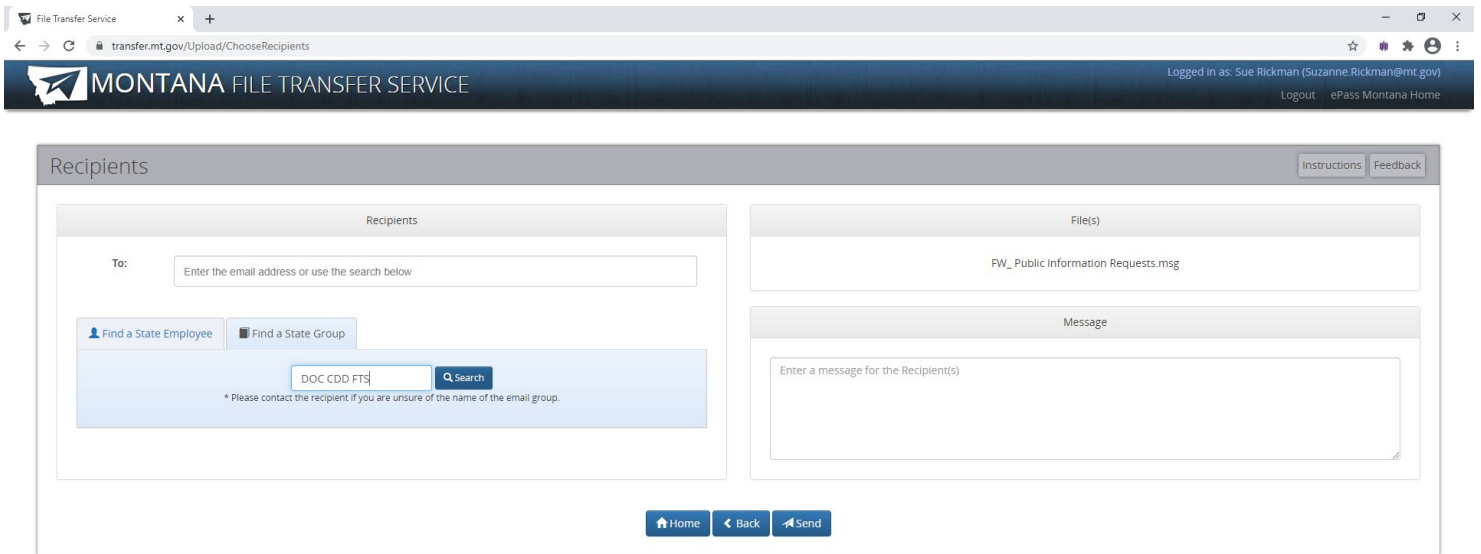 File Transfer Service
transfer.mt.gov/Upload/ChooseRecipients
MONTANA FILE TRANSFER SERVICE
Logged in as: Sue Rickman (Suzanne.Rickman@mt.gov)
Logout ePass Montana Home
Recipients
Instructions Feedback
Recipients
To:
Enter the email address or use the search below
Find a State Employee Find a State Group
DOC CDD FTS Search
* Please contact the recipient if you are unsure of the name of the email group.
File(s)
FW_ Public Information Requests.msg
Message
Enter a message for the Recipient(s)
Home Back Send